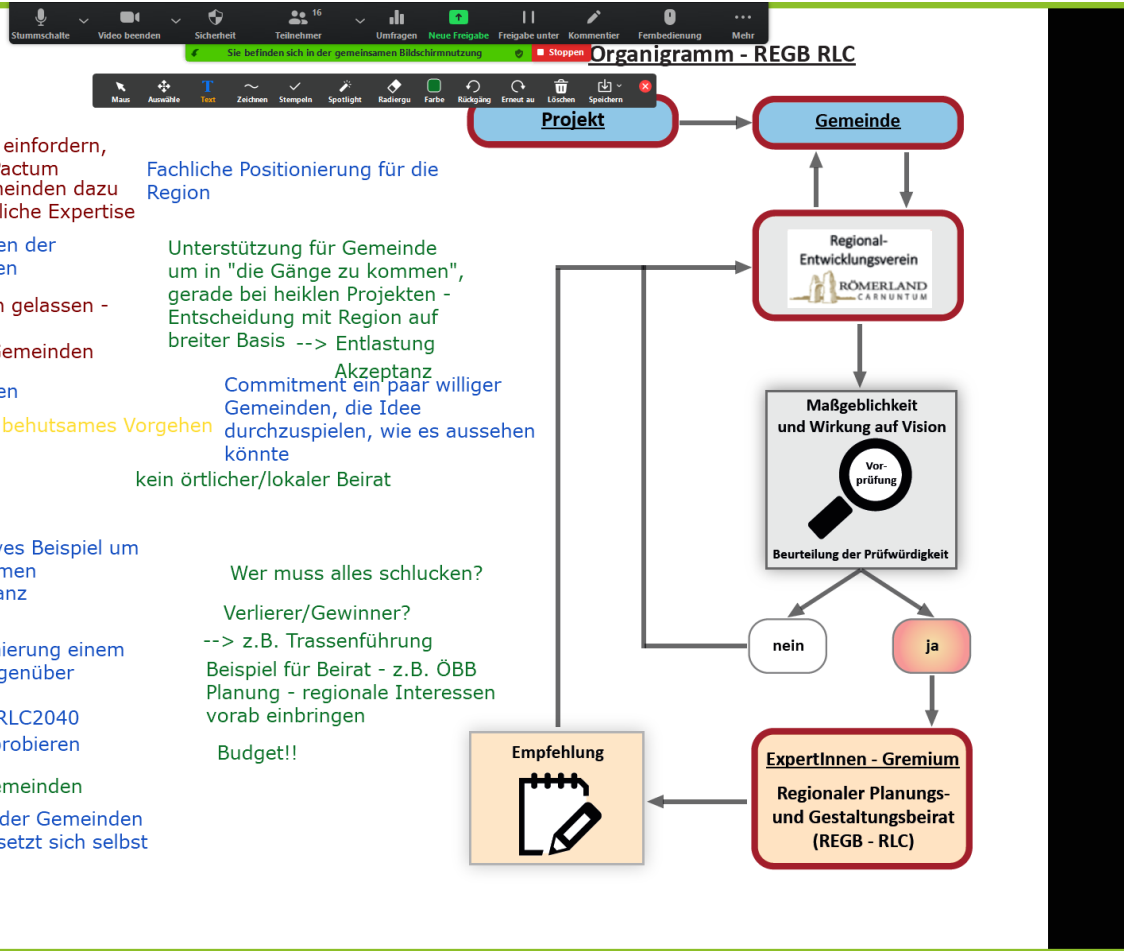 16
Stummschalte Video beenden Sicherheit Teilnehmer Umfragen Neue Freigabe Freigabe unter Kommentier Fernbedienung Mehr
Sie befinden sich in der gemeinsamen Bildschirmnutzung Stoppen
Organigramm - REGB RLC
Maus Auswähle Text Zeichnen Stempeln Spotlight Radiergu Farbe Rückgäng Erneut au Löschen Speichern
Projekt
Gemeinde
einfordern,
Pactum
meinden dazu
liche Expertise
en der
en
n gelassen -
Gemeinden
en
behutsames Vorgehen
Fachliche Positionierung für die
Region
Unterstützung für Gemeinde
um in "die Gänge zu kommen",
gerade bei heiklen Projekten -
Entscheidung mit Region auf
breiter Basis --> Entlastung
Akzeptanz
Commitment ein paar williger
Gemeinden, die Idee
durchzuspielen, wie es aussehen
könnte
kein örtlicher/lokaler Beirat
Regional-
Entwicklungsverein
RÖMERLAND
CARNUNTUM
Maßgeblichkeit
und Wirkung auf Vision
Vor-
prüfung
Beurteilung der Prüfwürdigkeit
ves Beispiel um
men
anz
nierung einem
genüber
RLC2040
probieren
emeinden
der Gemeinden
setzt sich selbst
Wer muss alles schlucken?
Verlierer/Gewinner?
--> z.B. Trassenführung
Beispiel für Beirat - z.B. ÖBB
Planung - regionale Interessen
vorab einbringen
Budget!!
nein
ja
Empfehlung
ExpertInnen - Gremium
Regionaler Planungs-
und Gestaltungsbeirat
(REGB - RLC)